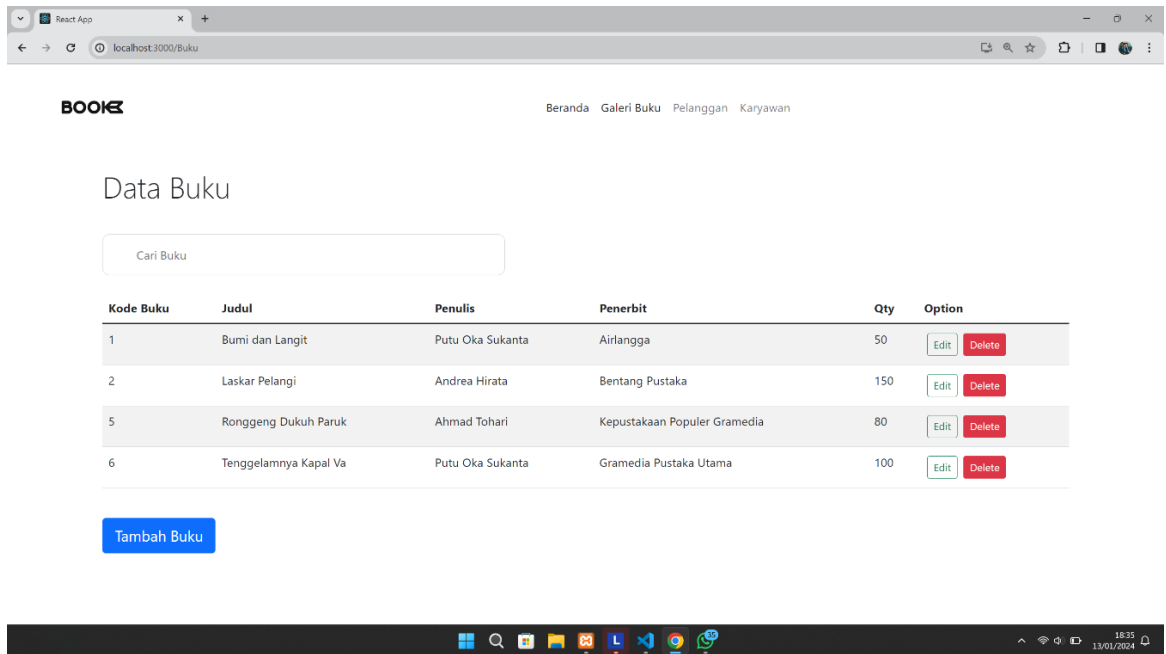 React App
localhost:3000/Buku
BOOK
Beranda Galeri Buku Pelanggan Karyawan
Data Buku
Cari Buku
Kode Buku Judul Penulis Penerbit Qty Option
1 Bumi dan Langit Putu Oka Sukanta Airlangga 50 Edit Delete
2 Laskar Pelangi Andrea Hirata Bentang Pustaka 150 Edit Delete
5 Ronggeng Dukuh Paruk Ahmad Tohari Kepustakaan Populer Gramedia 80 Edit Delete
6 Tenggelamnya Kapal Va Putu Oka Sukanta Gramedia Pustaka Utama 100 Edit Delete
Tambah Buku
L
35
18:35
13/01/2024